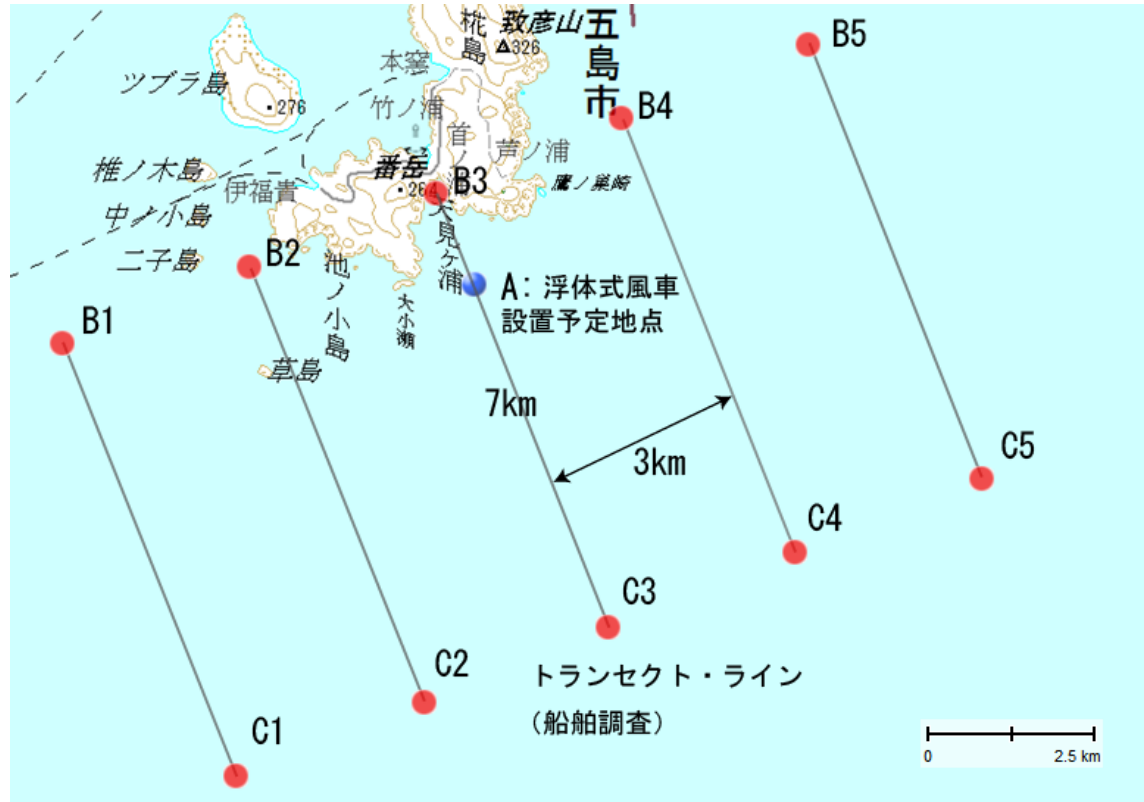 五島市
椛島
致彦山
326
ツブラ島
276
本窯
竹ノ浦
首ノ
芦ノ浦
番岳
264
椎ノ木島
伊福貴
中ノ小島
二子島
鷹ノ巣崎
大見ヶ浦
池ノ小島
大小瀬
草島
B1
B2
B3
B4
B5
A: 浮体式風車
設置予定地点
7km
3km
C1
C2
C3
C4
C5
トランセクト・ライン
(船舶調査)
0
2.5 km